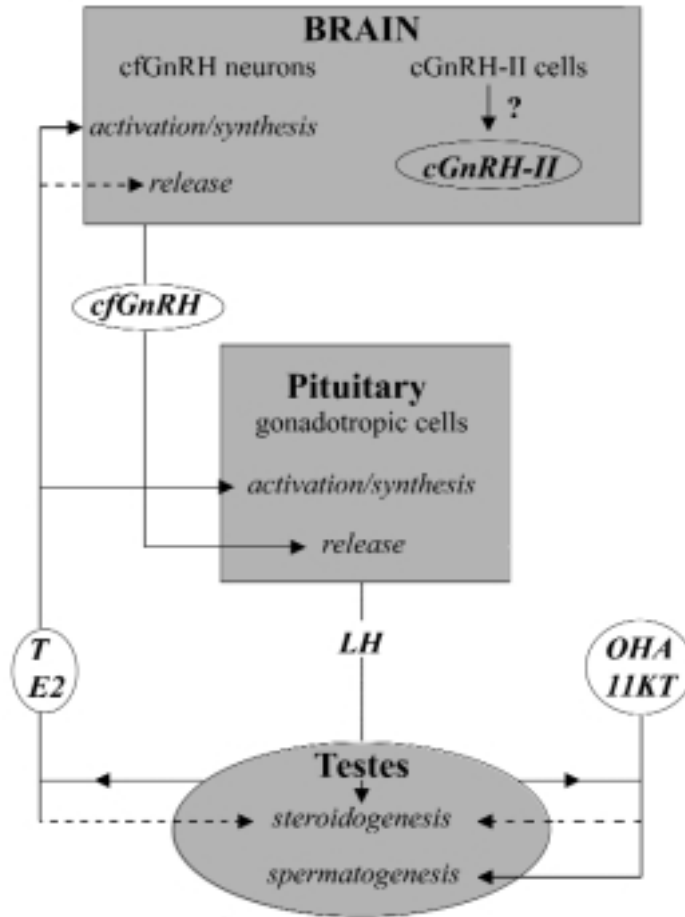 BRAIN
cfGnRH neurons cGnRH-II cells
?
activation/synthesis
cGnRH-II
release
cfGnRH
Pituitary
gonadotropic cells
activation/synthesis
release
T
E2
LH
OHA
11KT
Testes
steroidogenesis
spermatogenesis